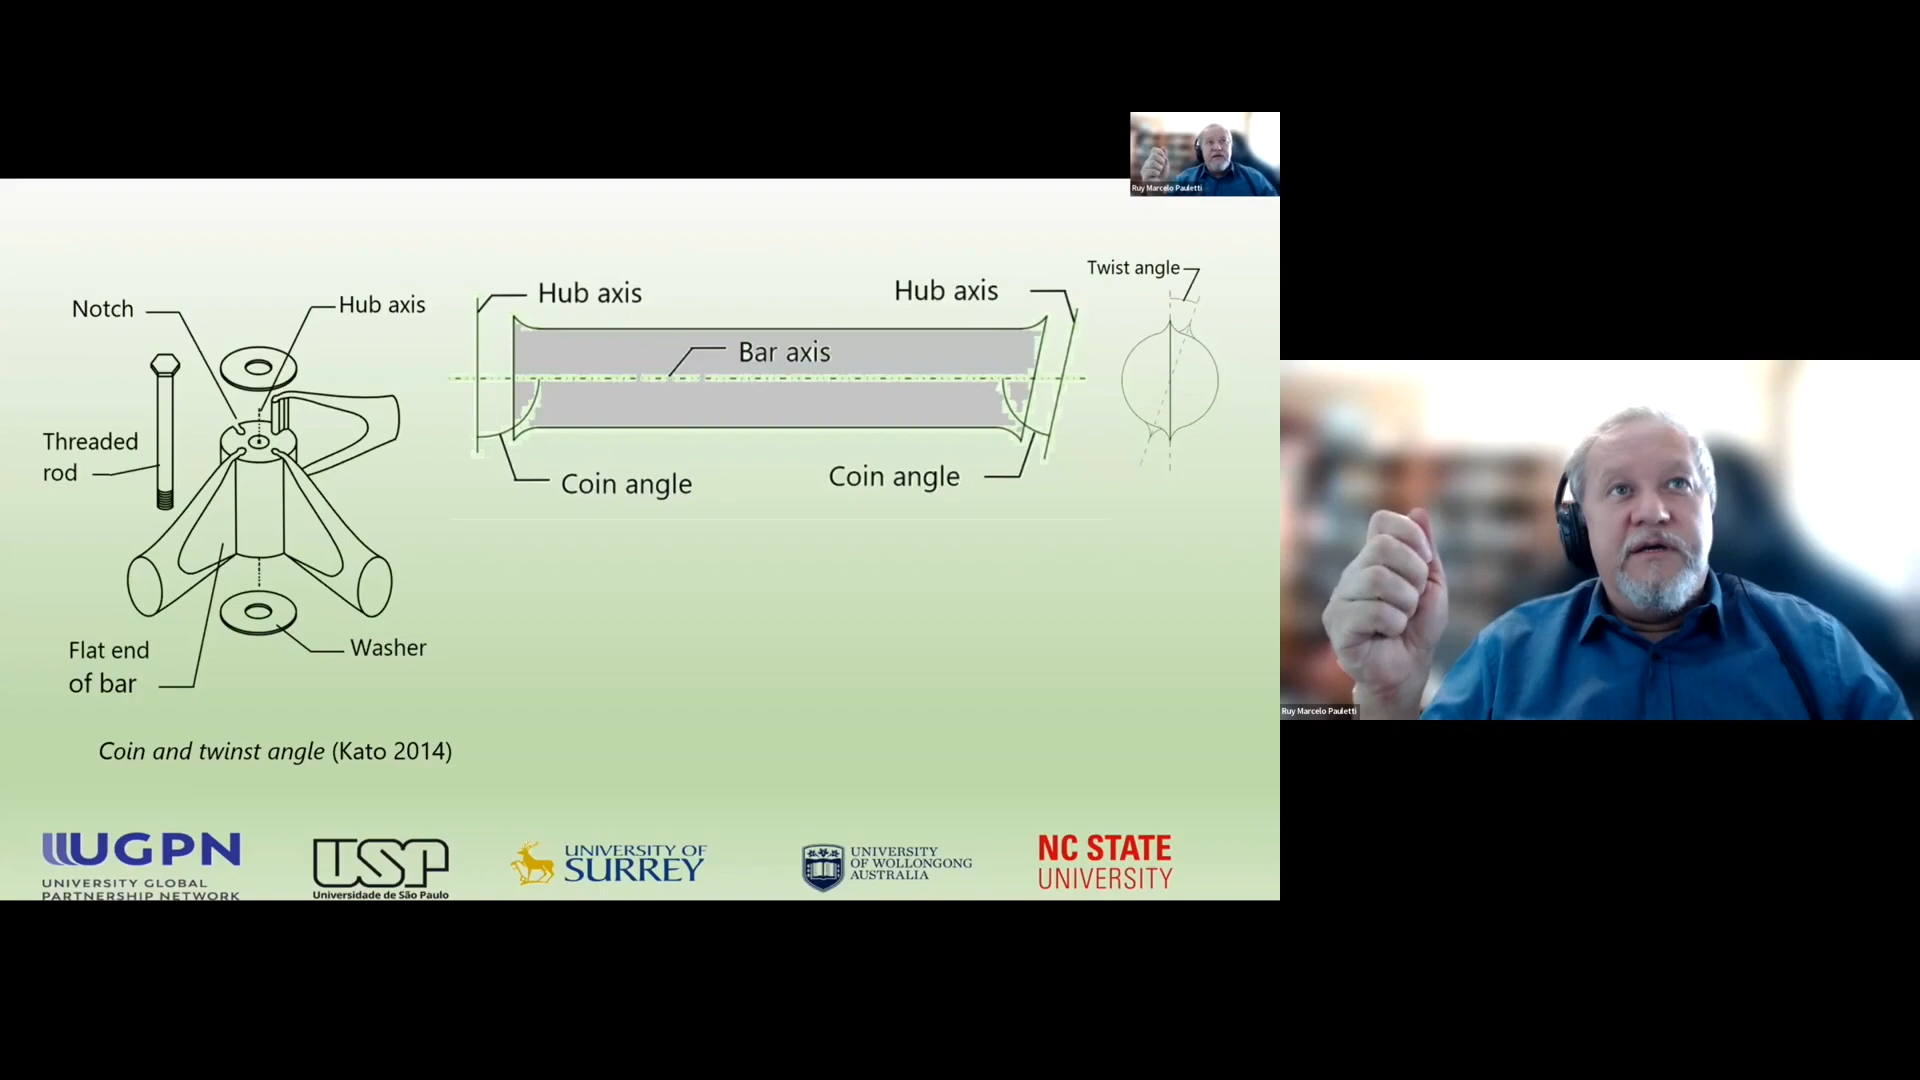 Ruy Marcelo Pauletti
Twist angle
Hub axis
Hub axis
Notch
Hub axis
Bar axis
Threaded
rod
Coin angle
Coin angle
Flat end
of bar
Washer
Coin and twinst angle (Kato 2014)
Ruy Marcelo Pauletti
UGPN
UNIVERSITY GLOBAL
PARTNERSHIP NETWORK
USP
Universidade de São Paulo
UNIVERSITY OF
SURREY
UNIVERSITY
OF WOLLONGONG
AUSTRALIA
NC STATE
UNIVERSITY